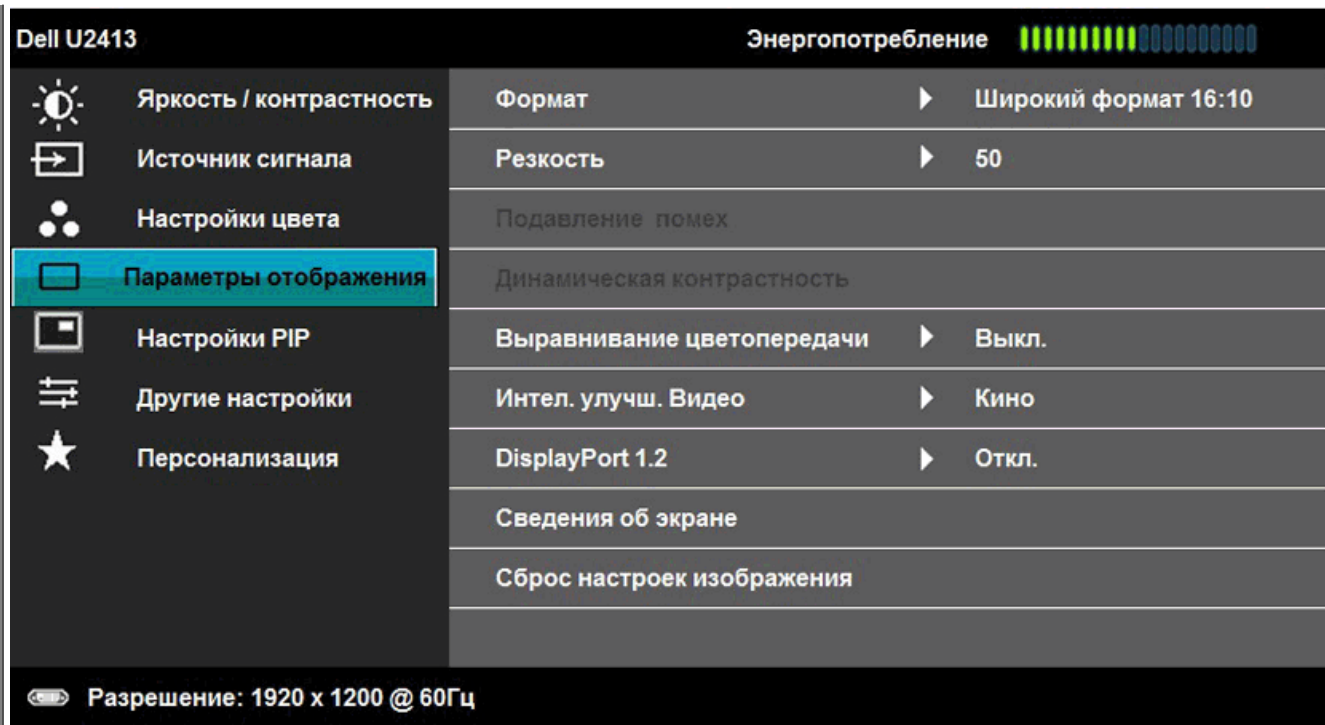 Dell U2413 Энергопотребление
Яркость / контрастность Формат Широкий формат 16:10
Источник сигнала Резкость 50
Настройки цвета Подавление помех
Параметры отображения Динамическая контрастность
Настройки PIP Выравнивание цветопередачи Выкл.
Другие настройки Интел. улучш. Видео Кино
Персонализация DisplayPort 1.2 Откл.
Сведения об экране
Сброс настроек изображения
Разрешение: 1920 x 1200 @ 60Гц